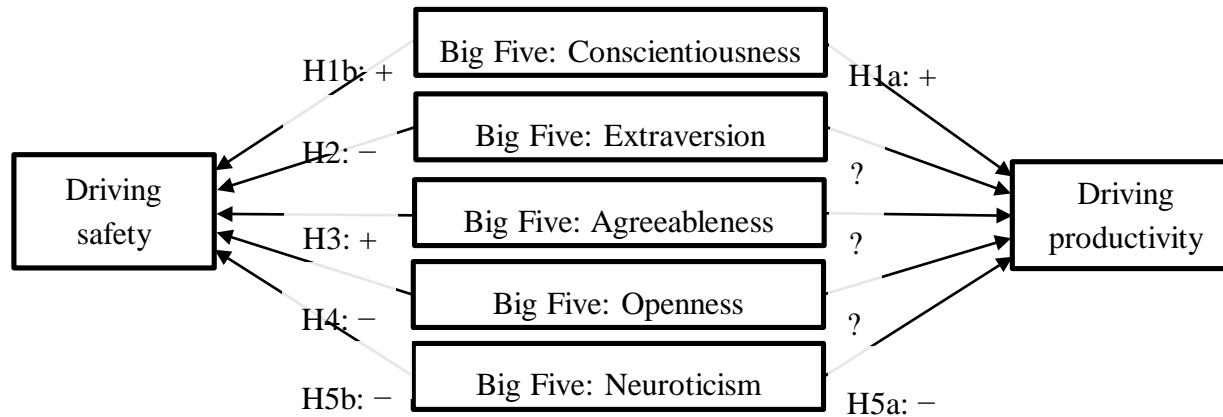 Big Five: Conscientiousness
H1b: +
H1a: +
Big Five: Extraversion
H2: −
?
Driving
safety
Driving
productivity
Big Five: Agreeableness
H3: +
?
Big Five: Openness
H4: −
?
Big Five: Neuroticism
H5b: −
H5a: −